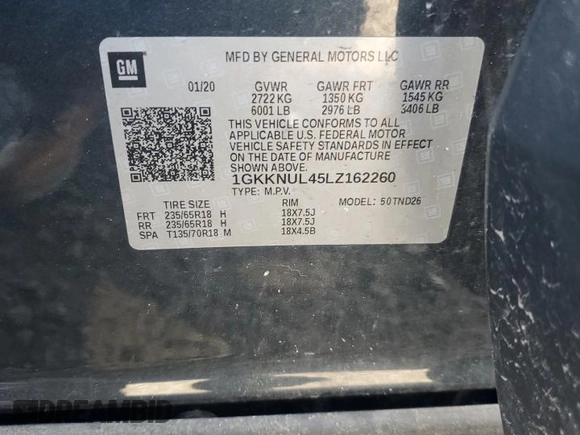 GM
MFD BY GENERAL MOTORS LLC
01/20 GVWR GAWR FRT GAWR RR
2722 KG 1350 KG 1545 KG
6001 LB 2976 LB 3406 LB
THIS VEHICLE CONFORMS TO ALL
APPLICABLE U.S. FEDERAL MOTOR
VEHICLE SAFETY STANDARDS IN
EFFECT ON THE DATE OF MANUFACTURE
SHOWN ABOVE.
1GKKNUL45LZ162260
TYPE: M.P.V. MODEL: 50TND26
TIRE SIZE RIM
FRT 235/65R18 H 18X7.5J
RR 235/65R18 H 18X7.5J
SPA T135/70R18 M 18X4.5B
DREAMBID